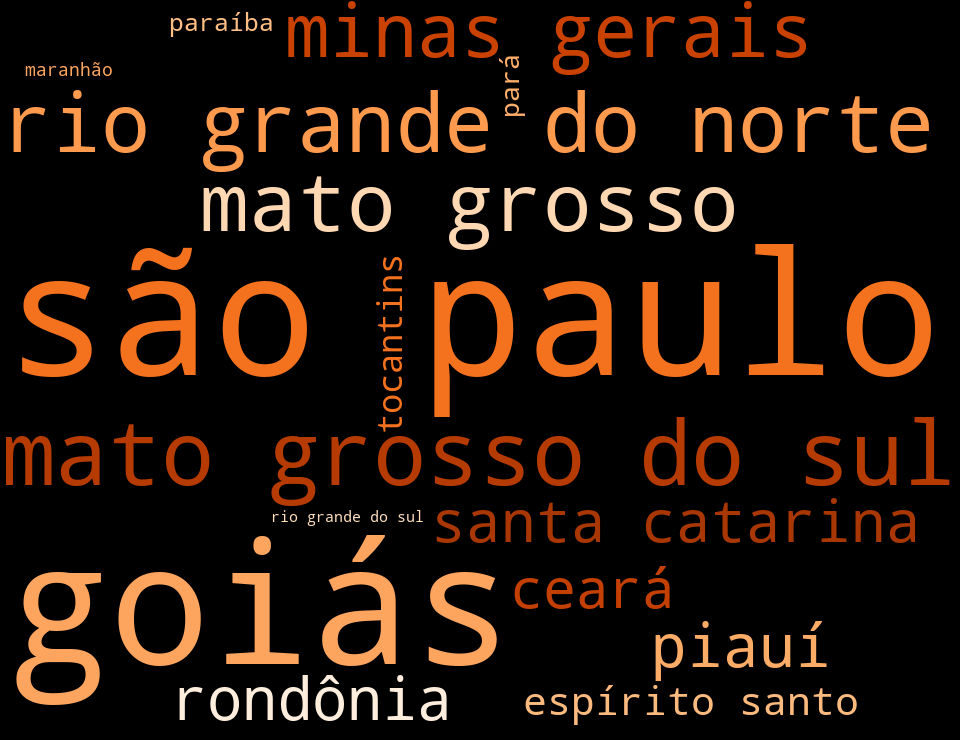 paraíba
minas gerais
maranhão
pará
rio grande do norte
mato grosso
são paulo
tocantins
mato grosso do sul
rio grande do sul
santa catarina
goiás
ceará
piauí
rondônia
espírito santo